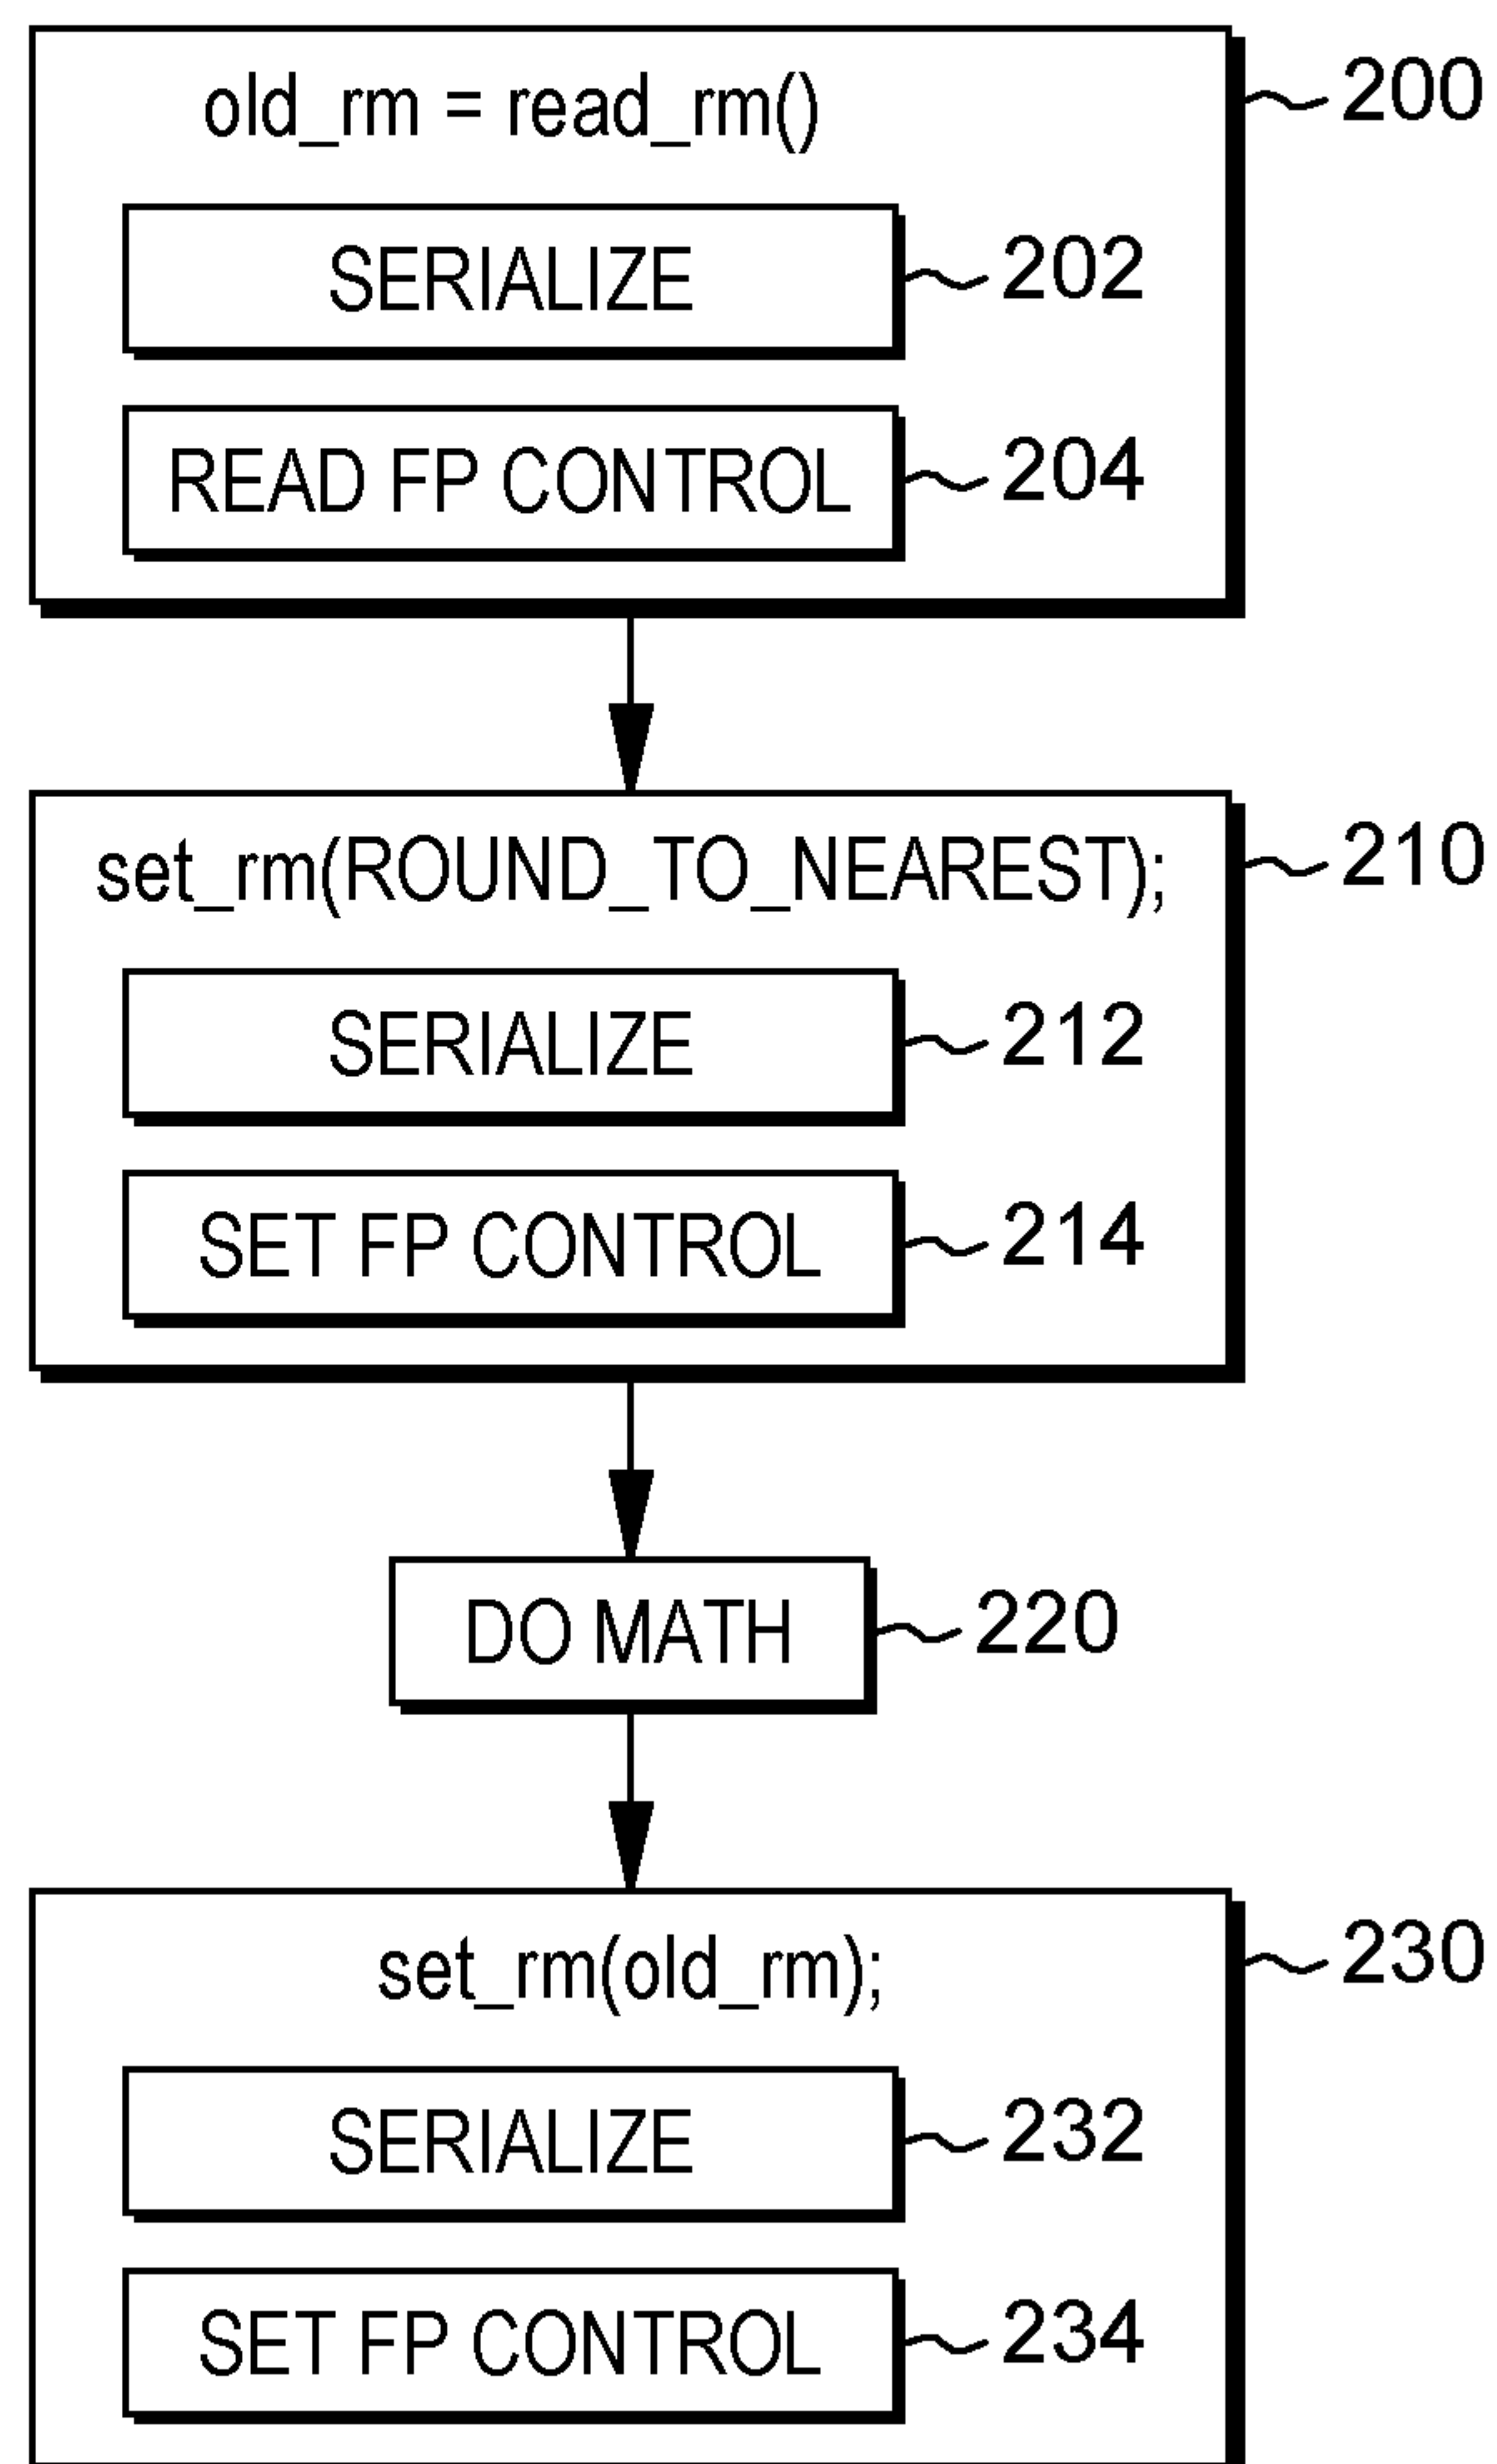 old_rm = read_rm() 200
SERIALIZE 202
READ FP CONTROL 204
set_rm(ROUND_TO_NEAREST); 210
SERIALIZE 212
SET FP CONTROL 214
DO MATH 220
set_rm(old_rm); 230
SERIALIZE 232
SET FP CONTROL 234